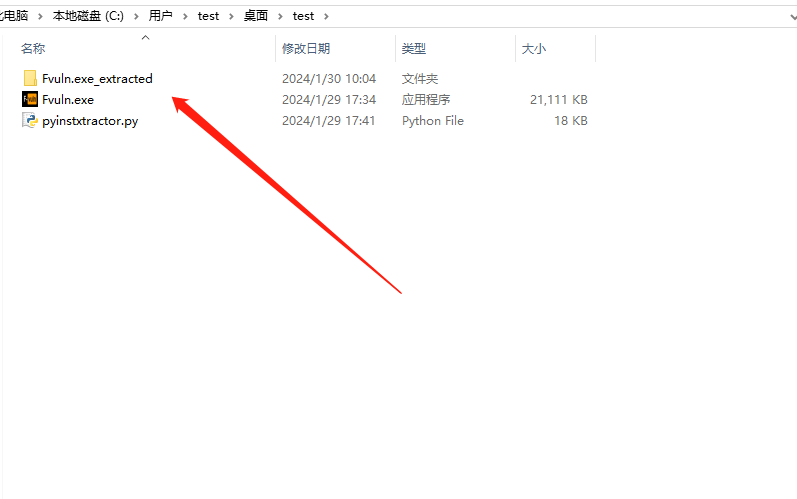 电脑 › 本地磁盘 (C:) › 用户 › test › 桌面 › test ›
名称 修改日期 类型 大小
Fvuln.exe_extracted 2024/1/30 10:04 文件夹
Fvuln.exe 2024/1/29 17:34 应用程序 21,111 KB
pyinstxtractor.py 2024/1/29 17:41 Python File 18 KB